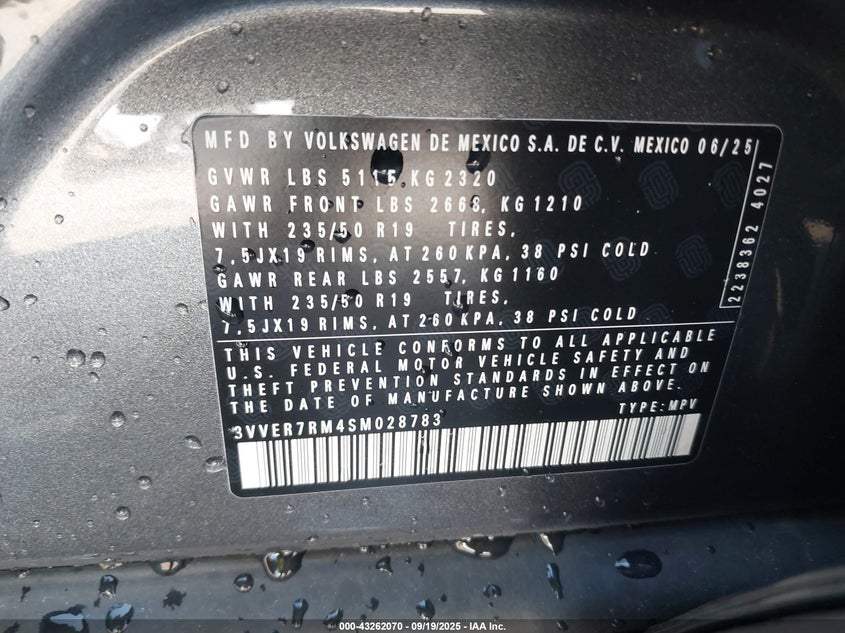 MFD BY VOLKSWAGEN DE MEXICO S.A. DE C.V. MEXICO 06/25
GVWR LBS 5115 KG 2320
GAWR FRONT LBS 2668, KG 1210
WITH 235/50 R19 TIRES,
7,5JX19 RIMS, AT 260 KPA, 38 PSI COLD
GAWR REAR LBS 2557, KG 1160
WITH 235/50 R19 TIRES,
7,5JX19 RIMS, AT 260 KPA, 38 PSI COLD
2238362 4027
THIS VEHICLE CONFORMS TO ALL APPLICABLE
U.S. FEDERAL MOTOR VEHICLE SAFETY AND
THEFT PREVENTION STANDARDS IN EFFECT ON
THE DATE OF MANUFACTURE SHOWN ABOVE.
3VVER7RM4SM028783 TYPE: MPV
000-43262070 - 09/19/2025 - IAA Inc.